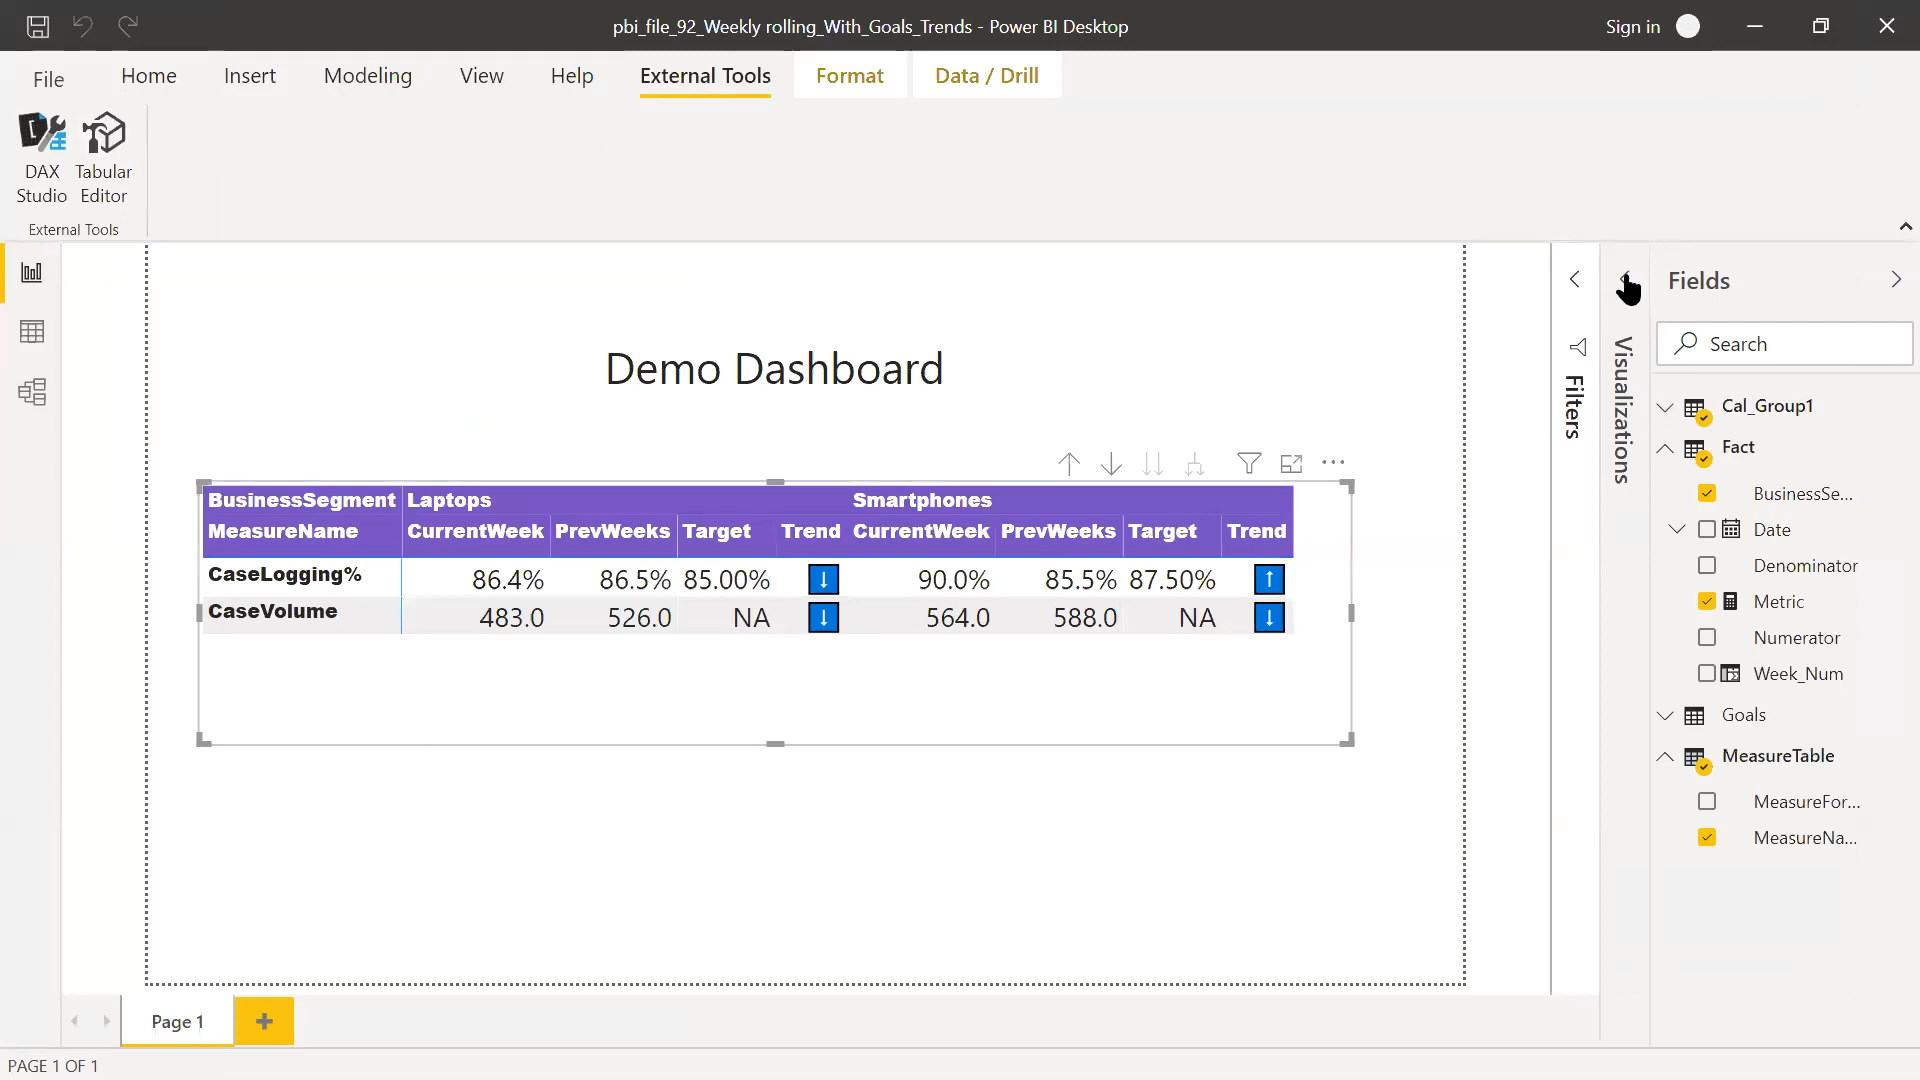 pbi_file_92_Weekly rolling_With_Goals_Trends - Power BI Desktop
Sign in
File
Home
Insert
Modeling
View
Help
External Tools
Format
Data / Drill
DAX Studio
Tabular Editor
External Tools
Demo Dashboard
BusinessSegment Laptops Smartphones
MeasureName CurrentWeek PrevWeeks Target Trend CurrentWeek PrevWeeks Target Trend
CaseLogging% 86.4% 86.5% 85.00% ↓ 90.0% 85.5% 87.50% ↑
CaseVolume 483.0 526.0 NA ↓ 564.0 588.0 NA ↓
Filters
Visualizations
Fields
Search
Cal_Group1
Fact
BusinessSe...
Date
Denominator
Metric
Numerator
Week_Num
Goals
MeasureTable
MeasureFor...
MeasureNa...
Page 1
PAGE 1 OF 1